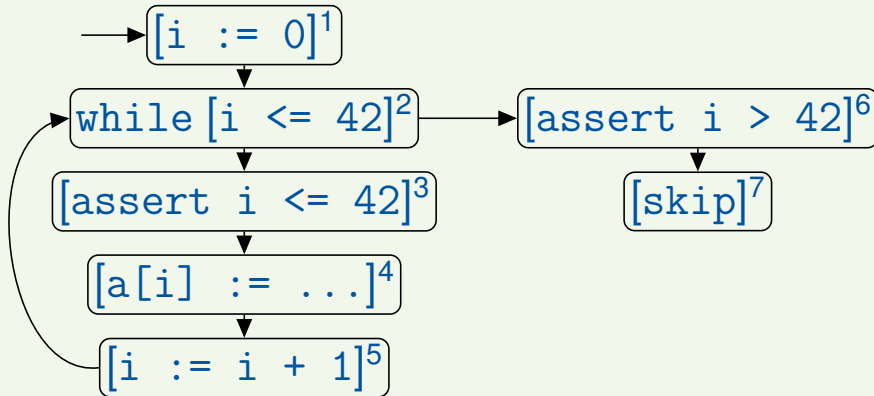 [i := 0]¹
while [i <= 42]²
[assert i > 42]⁶
[assert i <= 42]³
[skip]⁷
[a[i] := ...]⁴
[i := i + 1]⁵